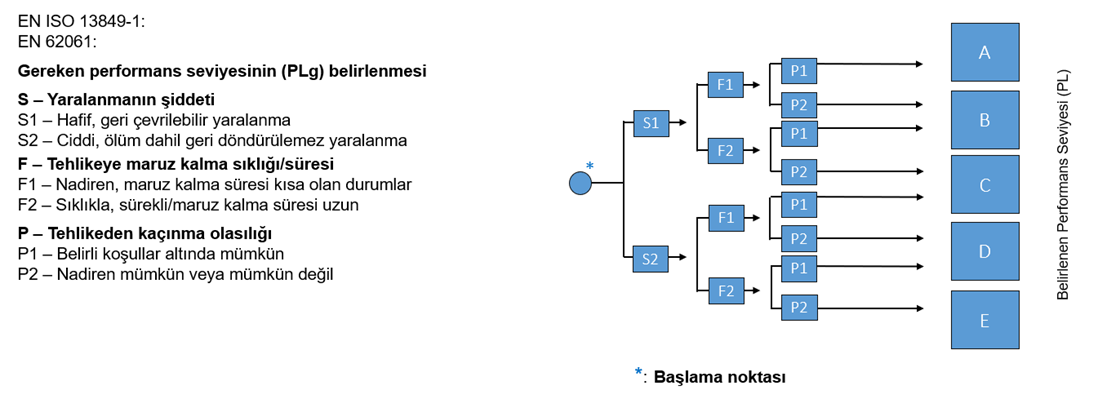 EN ISO 13849-1:
EN 62061:
Gereken performans seviyesinin (PLg) belirlenmesi
S – Yaralanmanın şiddeti
S1 – Hafif, geri çevrilebilir yaralanma
S2 – Ciddi, ölüm dahil geri döndürülemez yaralanma
F – Tehlikeye maruz kalma sıklığı/süresi
F1 – Nadiren, maruz kalma süresi kısa olan durumlar
F2 – Sıklıkla, sürekli/maruz kalma süresi uzun
P – Tehlikeden kaçınma olasılığı
P1 – Belirli koşullar altında mümkün
P2 – Nadiren mümkün veya mümkün değil
*
S1
S2
F1
F2
F1
F2
P1
P2
P1
P2
P1
P2
P1
P2
A
B
C
D
E
Belirlenen Performans Seviyesi (PL)
*: Başlama noktası